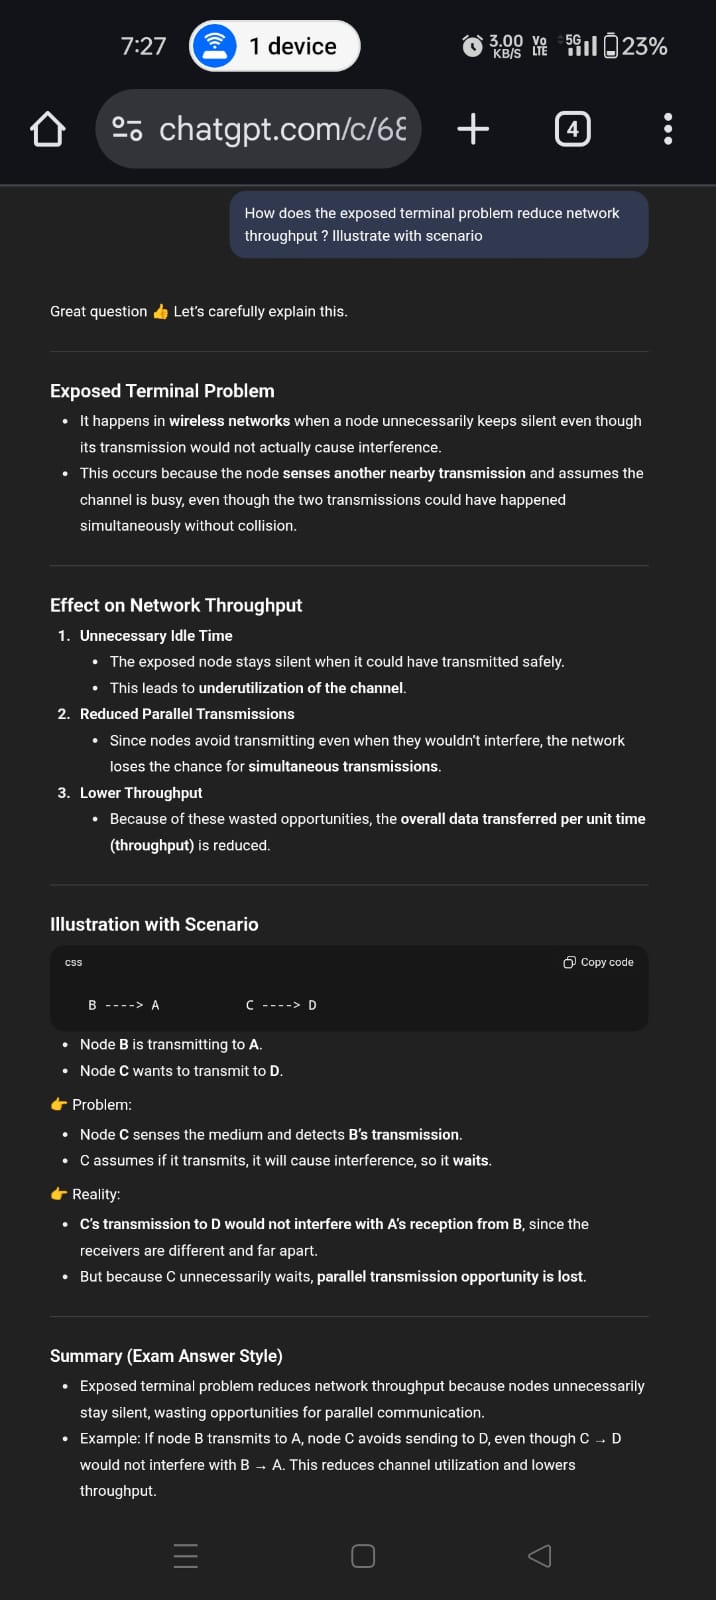 7:27
1 device
3.00 KB/S
Vo LTE
5G
23%
chatgpt.com/c/68
4
How does the exposed terminal problem reduce network
throughput ? Illustrate with scenario
Great question 👍 Let's carefully explain this.
Exposed Terminal Problem
• It happens in wireless networks when a node unnecessarily keeps silent even though
its transmission would not actually cause interference.
• This occurs because the node senses another nearby transmission and assumes the
channel is busy, even though the two transmissions could have happened
simultaneously without collision.
Effect on Network Throughput
1. Unnecessary Idle Time
• The exposed node stays silent when it could have transmitted safely.
• This leads to underutilization of the channel.
2. Reduced Parallel Transmissions
• Since nodes avoid transmitting even when they wouldn't interfere, the network
loses the chance for simultaneous transmissions.
3. Lower Throughput
• Because of these wasted opportunities, the overall data transferred per unit time
(throughput) is reduced.
Illustration with Scenario
css
Copy code
B ----> A          C ----> D
• Node B is transmitting to A.
• Node C wants to transmit to D.
👉 Problem:
• Node C senses the medium and detects B's transmission.
• C assumes if it transmits, it will cause interference, so it waits.
👉 Reality:
• C's transmission to D would not interfere with A's reception from B, since the
receivers are different and far apart.
• But because C unnecessarily waits, parallel transmission opportunity is lost.
Summary (Exam Answer Style)
• Exposed terminal problem reduces network throughput because nodes unnecessarily
stay silent, wasting opportunities for parallel communication.
• Example: If node B transmits to A, node C avoids sending to D, even though C → D
would not interfere with B → A. This reduces channel utilization and lowers
throughput.